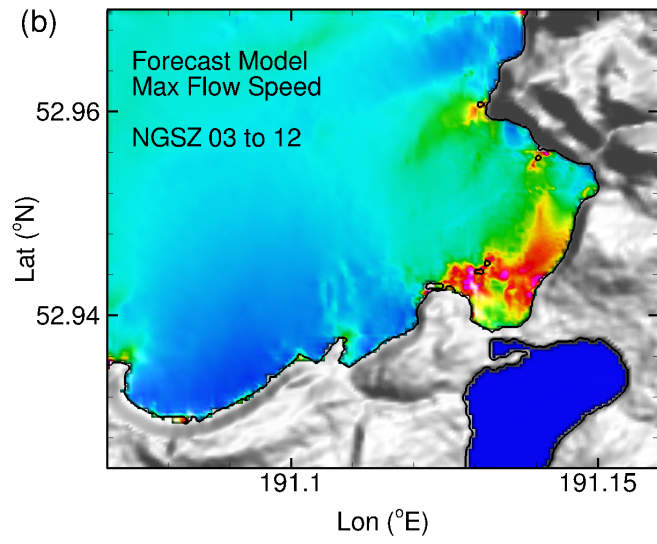 (b)
Forecast Model
Max Flow Speed
NGSZ 03 to 12
52.96
52.94
Lat (°N)
191.1
191.15
Lon (°E)